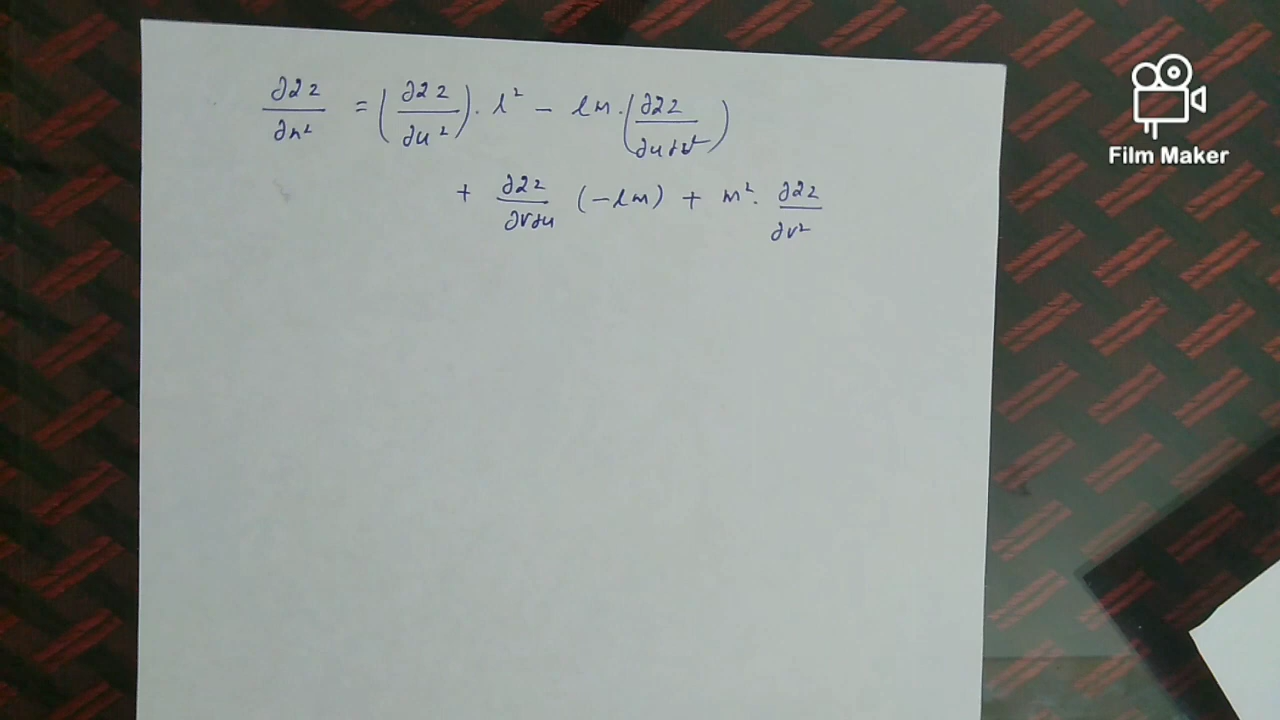 ∂2z/∂x² = (∂2z/∂u²) · l² − lm · (∂2z/∂u∂v)
+ ∂2z/∂v∂u (−lm) + m² · ∂2z/∂v²
Film Maker